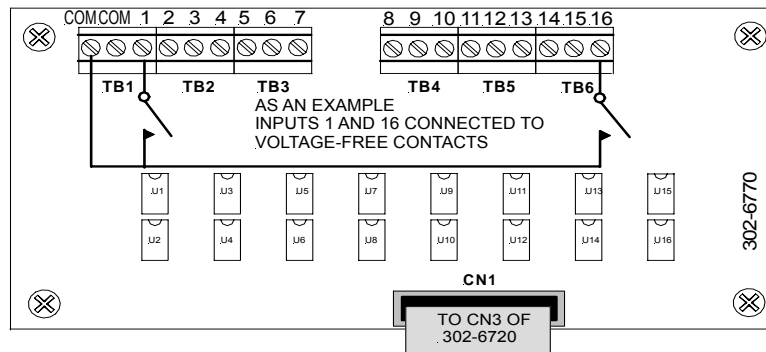 COM COM 1 2 3 4 5 6 7 8 9 10 11 12 13 14 15 16
TB1 TB2 TB3 TB4 TB5 TB6
AS AN EXAMPLE
INPUTS 1 AND 16 CONNECTED TO
VOLTAGE-FREE CONTACTS
U1 U3 U5 U7 U9 U11 U13 U15
U2 U4 U6 U8 U10 U12 U14 U16
302-6770
CN1
TO CN3 OF
302-6720